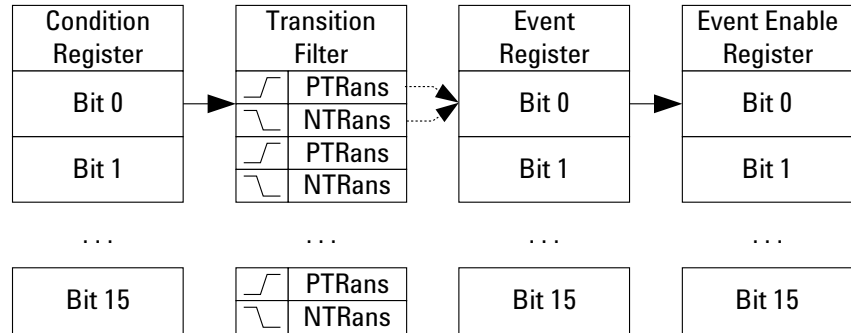 Condition
Register
Transition
Filter
Event
Register
Event Enable
Register
Bit 0
PTRans
NTRans
Bit 0
Bit 0
Bit 1
PTRans
NTRans
Bit 1
Bit 1
. . .
. . .
. . .
. . .
Bit 15
PTRans
NTRans
Bit 15
Bit 15